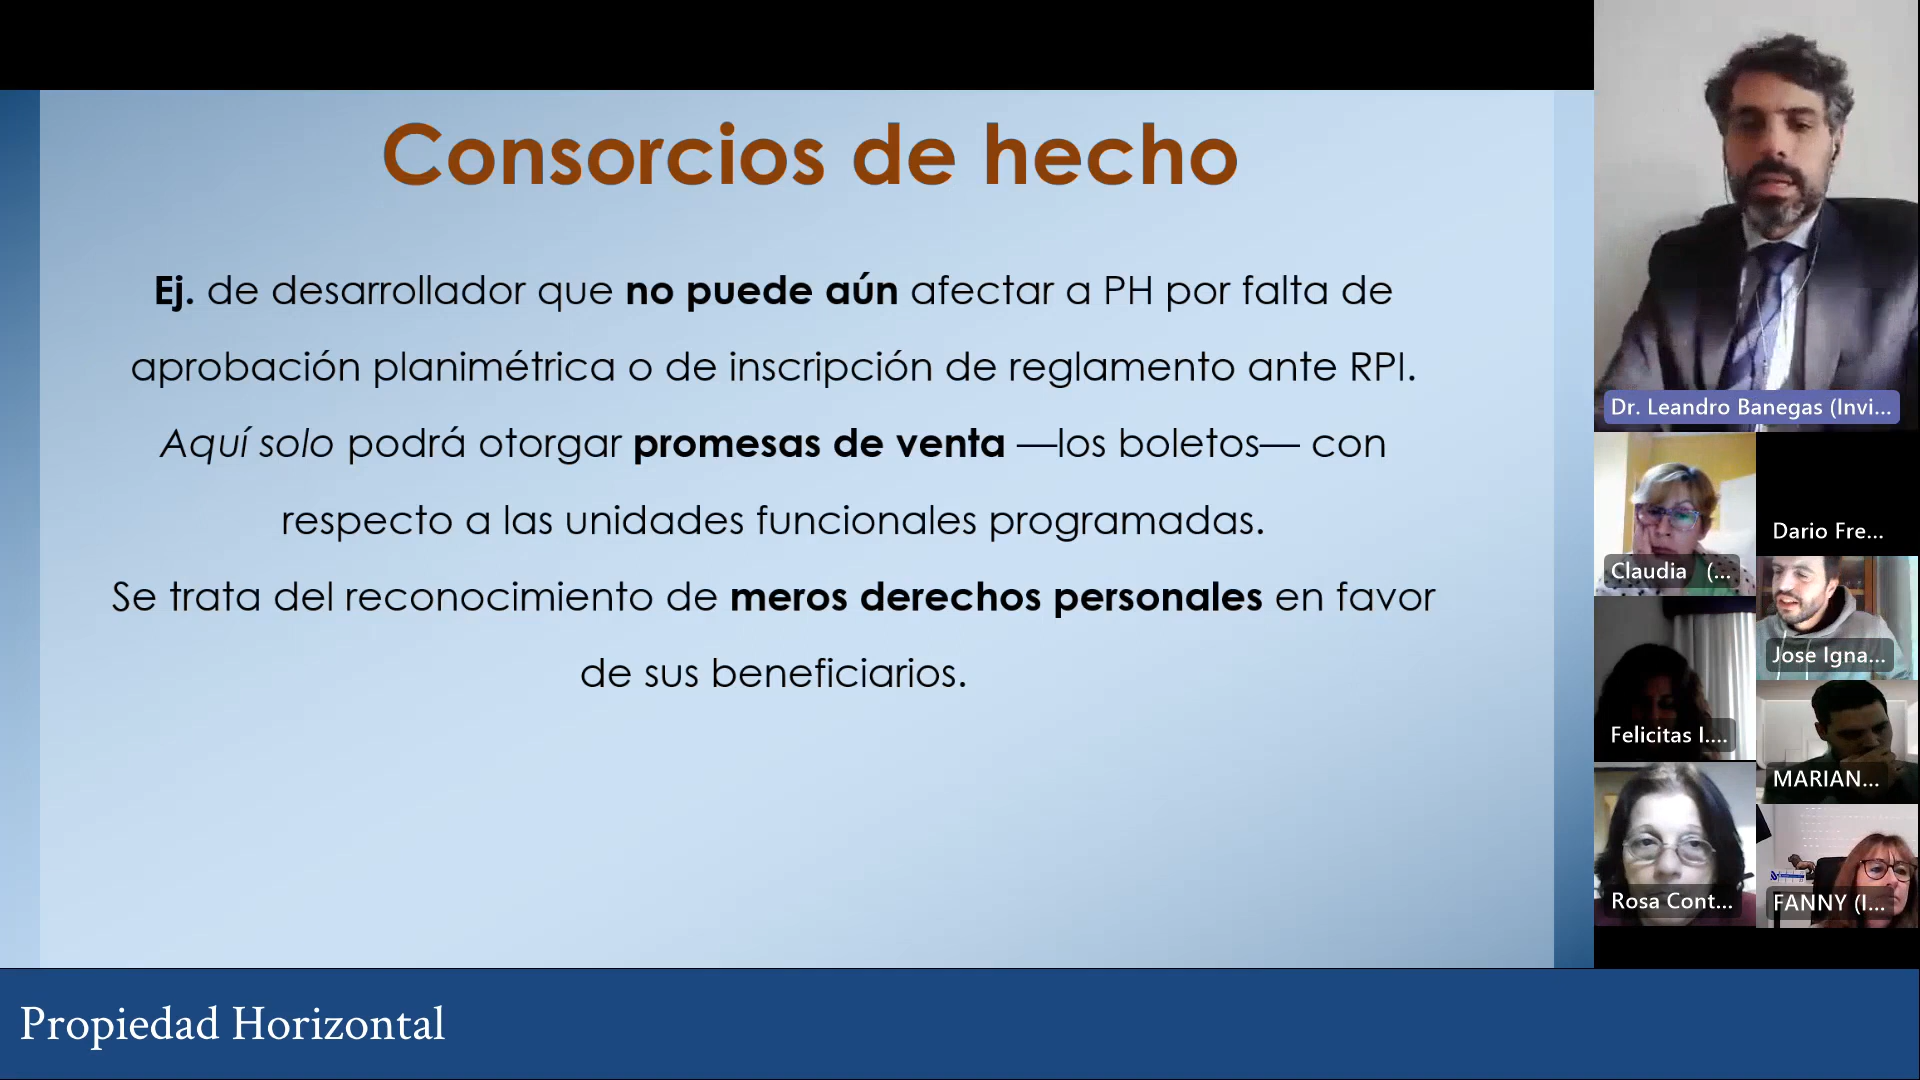 Consorcios de hecho
Ej. de desarrollador que no puede aún afectar a PH por falta de
aprobación planimétrica o de inscripción de reglamento ante RPI.
Aquí solo podrá otorgar promesas de venta —los boletos— con
respecto a las unidades funcionales programadas.
Se trata del reconocimiento de meros derechos personales en favor
de sus beneficiarios.
Dr. Leandro Banegas (Invi...
Claudia (...
Dario Fre...
Jose Igna...
Felicitas I....
MARIAN...
Rosa Cont...
FANNY (I...
Propiedad Horizontal